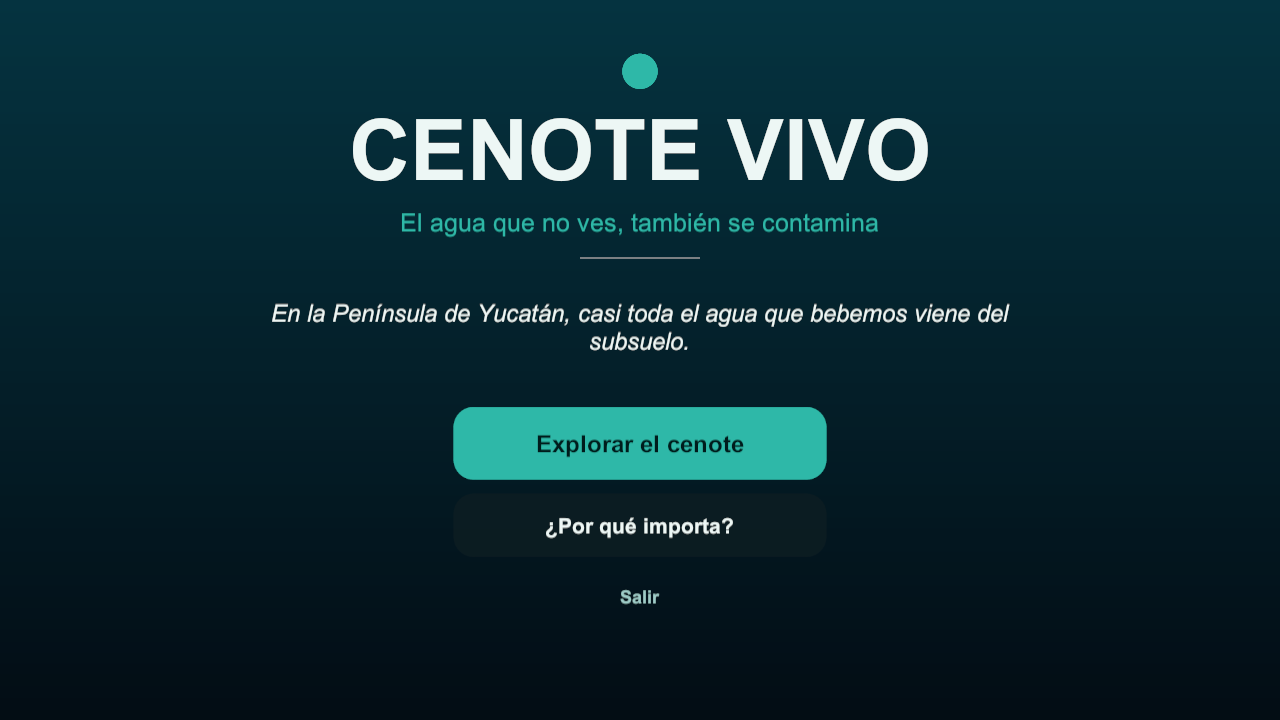 CENOTE VIVO
El agua que no ves, también se contamina
En la Península de Yucatán, casi toda el agua que bebemos viene del
subsuelo.
Explorar el cenote
¿Por qué importa?
Salir